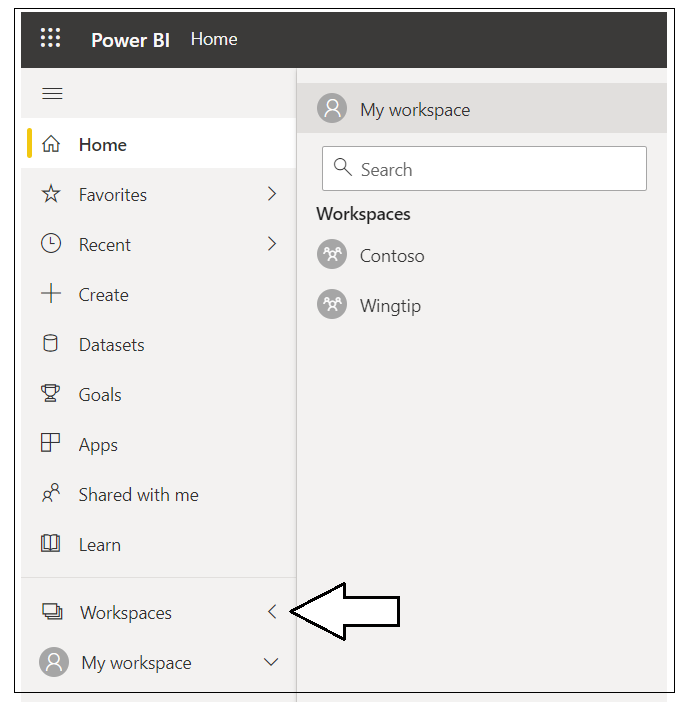 Power BI Home
Home
Favorites
Recent
Create
Datasets
Goals
Apps
Shared with me
Learn
Workspaces
My workspace
My workspace
Search
Workspaces
Contoso
Wingtip